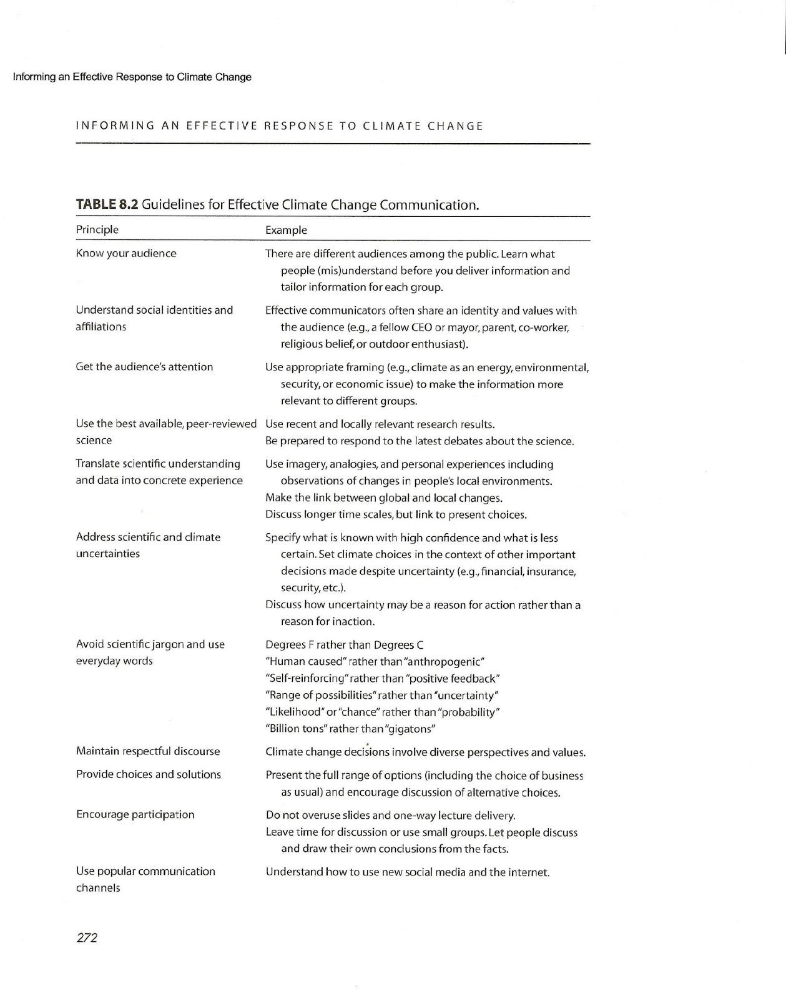 Informing an Effective Response to Climate Change
INFORMING AN EFFECTIVE RESPONSE TO CLIMATE CHANGE
TABLE 8.2 Guidelines for Effective Climate Change Communication.
Principle Example
Know your audience There are different audiences among the public. Learn what
people (mis)understand before you deliver information and
tailor information for each group.
Understand social identities and Effective communicators often share an identity and values with
affiliations the audience (e.g., a fellow CEO or mayor, parent, co-worker,
religious belief, or outdoor enthusiast).
Get the audience's attention Use appropriate framing (e.g., climate as an energy, environmental,
security, or economic issue) to make the information more
relevant to different groups.
Use the best available, peer-reviewed Use recent and locally relevant research results.
science Be prepared to respond to the latest debates about the science.
Translate scientific understanding Use imagery, analogies, and personal experiences including
and data into concrete experience observations of changes in people's local environments.
Make the link between global and local changes.
Discuss longer time scales, but link to present choices.
Address scientific and climate Specify what is known with high confidence and what is less
uncertainties certain. Set climate choices in the context of other important
decisions made despite uncertainty (e.g., financial, insurance,
security, etc.).
Discuss how uncertainty may be a reason for action rather than a
reason for inaction.
Avoid scientific jargon and use Degrees F rather than Degrees C
everyday words "Human caused" rather than "anthropogenic"
"Self-reinforcing" rather than "positive feedback"
"Range of possibilities" rather than "uncertainty"
"Likelihood" or "chance" rather than "probability"
"Billion tons" rather than "gigatons"
Maintain respectful discourse Climate change decisions involve diverse perspectives and values.
Provide choices and solutions Present the full range of options (including the choice of business
as usual) and encourage discussion of alternative choices.
Encourage participation Do not overuse slides and one-way lecture delivery.
Leave time for discussion or use small groups. Let people discuss
and draw their own conclusions from the facts.
Use popular communication Understand how to use new social media and the internet.
channels
272